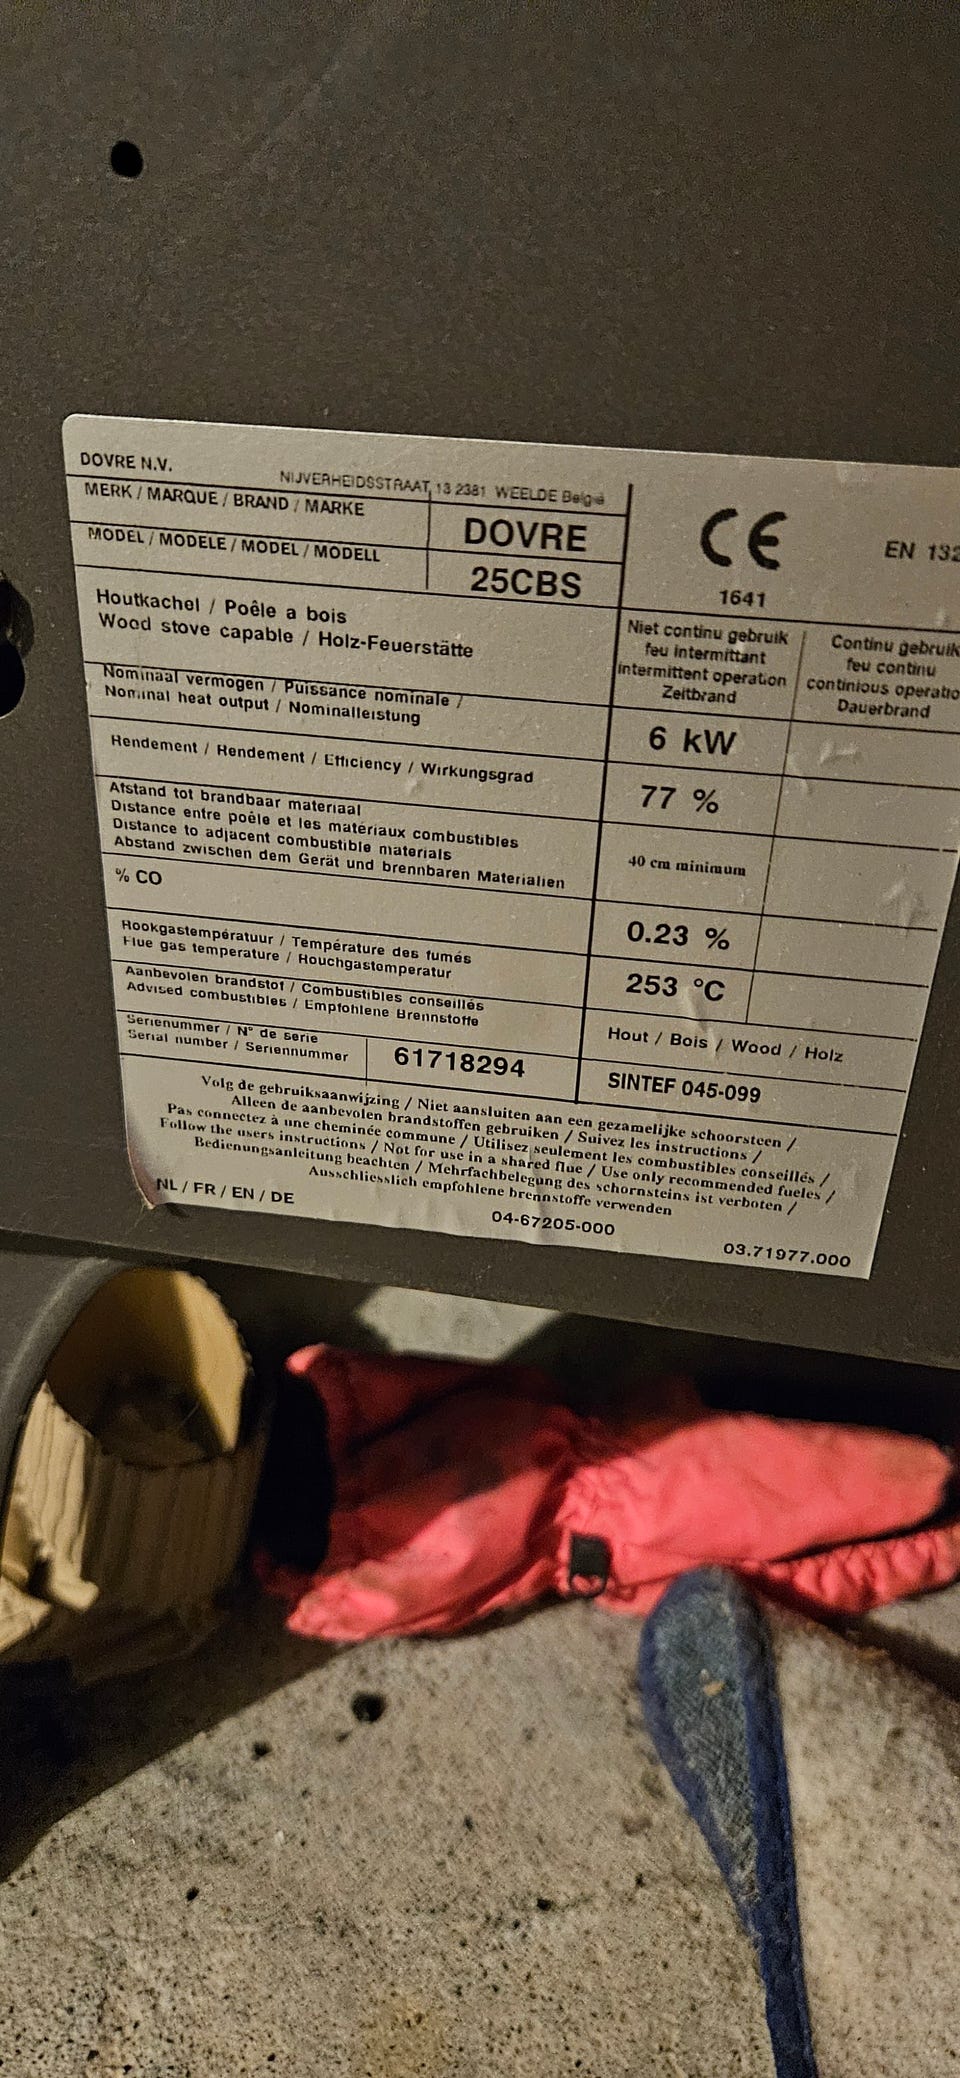 DOVRE N.V.
NIJVERHEIDSSTRAAT, 13 2381 WEELDE België
MERK / MARQUE / BRAND / MARKE
DOVRE
MODEL / MODELE / MODEL / MODELL
25CBS
CE
1641
EN 132
Houtkachel / Poêle a bois
Wood stove capable / Holz-Feuerstätte
Niet continu gebruik
feu intermittant
intermittent operation
Zeitbrand
Continu gebruik
feu continu
continious operatio
Dauerbrand
Nominaal vermogen / Puissance nominale /
Nominal heat output / Nominalleistung
6 kW
Rendement / Rendement / Efficiency / Wirkungsgrad
77 %
Afstand tot brandbaar materiaal
Distance entre poêle et les matériaux combustibles
Distance to adjacent combustible materials
Abstand zwischen dem Gerät und brennbaren Materialien
40 cm minimum
% CO
0.23 %
Rookgastemperatuur / Température des fumés
Flue gas temperature / Houchgastomperatur
253 °C
Aanbevolen brandstof / Combustibles conseillés
Advised combustibles / Empfohlene Brennstoffe
Hout / Bois / Wood / Holz
Serienummer / N° de serie
Serial number / Seriennummer
61718294
SINTEF 045-099
Volg de gebruiksaanwijzing / Niet aansluiten aan een gezamelijke schoorsteen /
Alleen de aanbevolen brandstoffen gebruiken / Suivez les instructions /
Pas connectez à une cheminée commune / Utilisez seulement les combustibles conseillés /
Follow the users instructions / Not for use in a shared flue / Use only recommended fueles /
Bedienungsanleitung beachten / Mehrfachbelegung des schornsteins ist verboten /
Ausschliesslich empfohlene brennstoffe verwenden
NL / FR / EN / DE
04-67205-000
03.71977.000